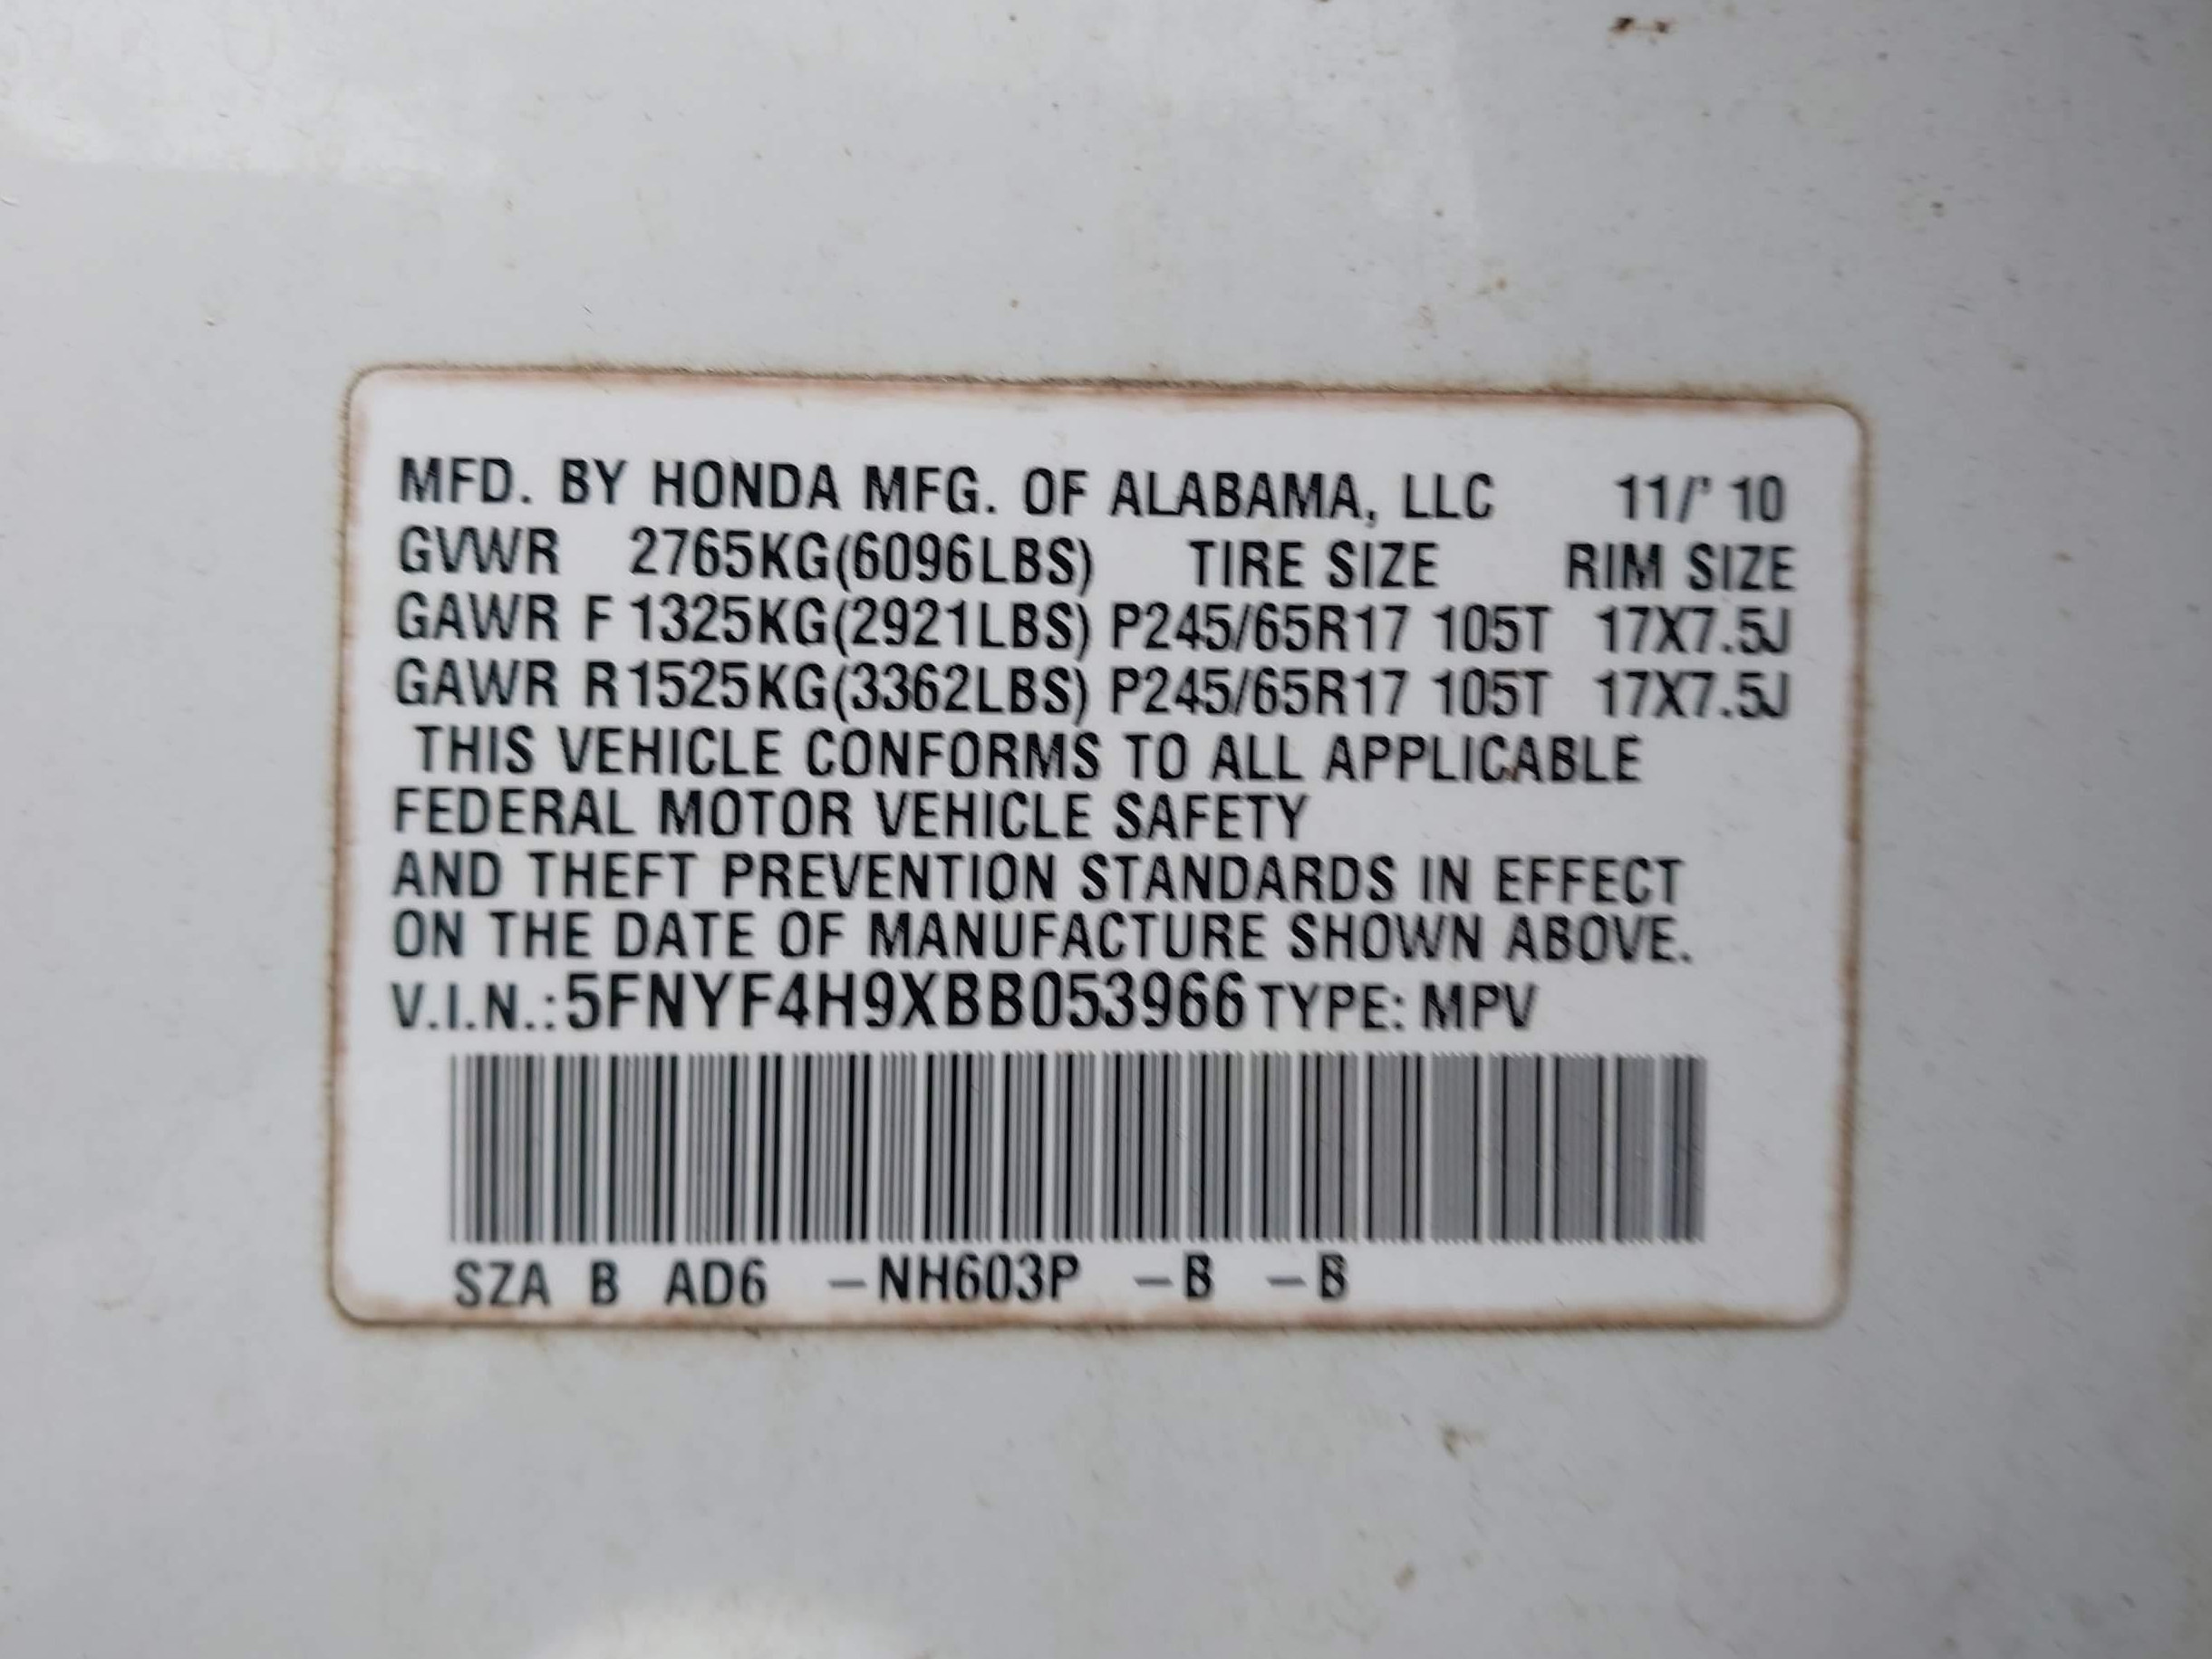 MFD. BY HONDA MFG. OF ALABAMA, LLC 11/' 10
GVWR 2765KG(6096LBS) TIRE SIZE RIM SIZE
GAWR F 1325KG(2921LBS) P245/65R17 105T 17X7.5J
GAWR R 1525KG(3362LBS) P245/65R17 105T 17X7.5J
THIS VEHICLE CONFORMS TO ALL APPLICABLE
FEDERAL MOTOR VEHICLE SAFETY
AND THEFT PREVENTION STANDARDS IN EFFECT
ON THE DATE OF MANUFACTURE SHOWN ABOVE.
V.I.N.:5FNYF4H9XBB053966 TYPE: MPV
SZA B AD6 –NH603P –B –B